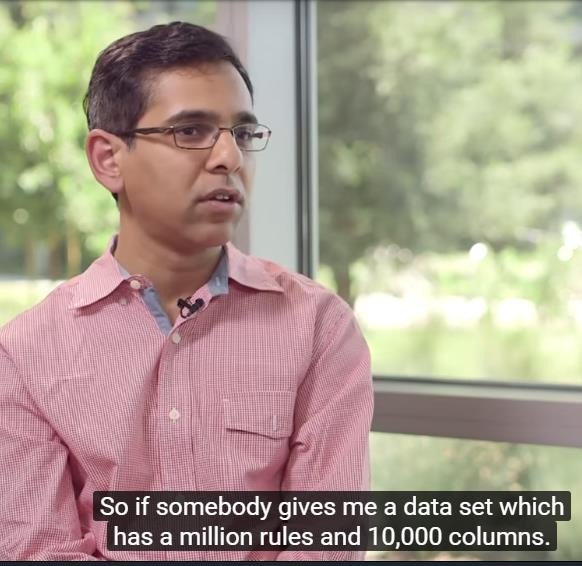 So if somebody gives me a data set which
has a million rules and 10,000 columns.